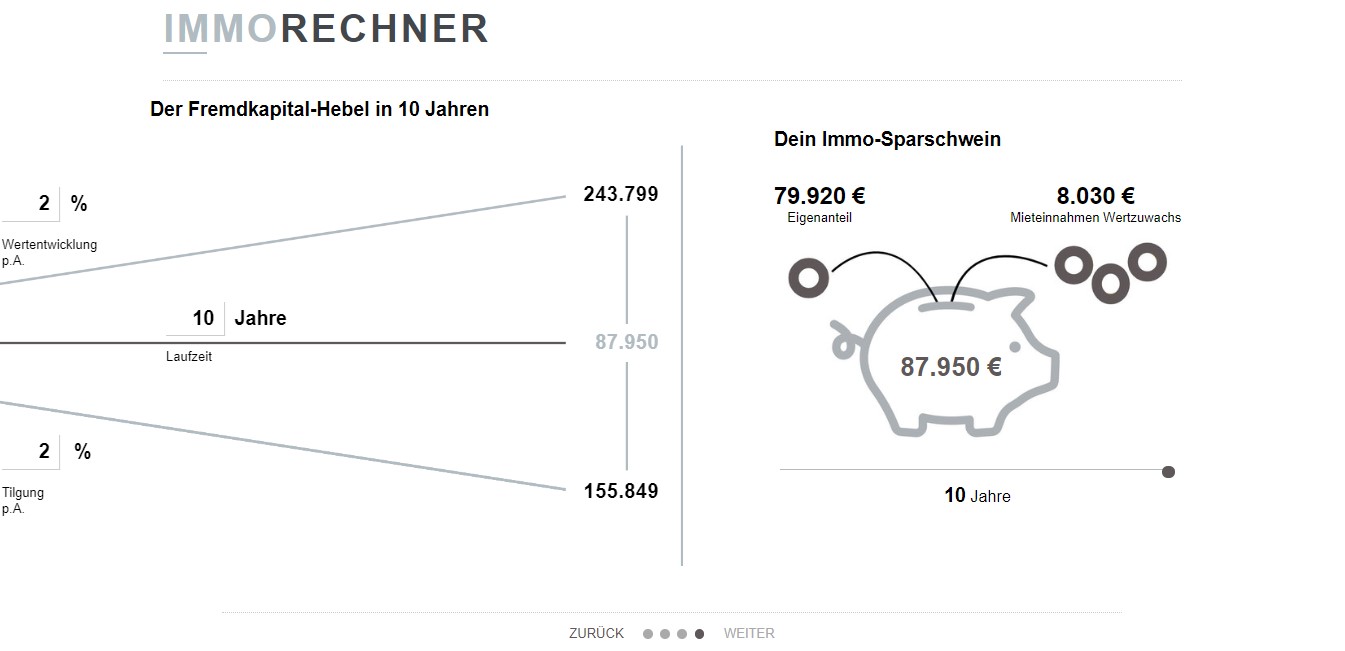 IMMORECHNER
Der Fremdkapital-Hebel in 10 Jahren
2 %
Wertentwicklung
p.A.
10 Jahre
Laufzeit
2 %
Tilgung
p.A.
243.799
87.950
155.849
Dein Immo-Sparschwein
79.920 €
Eigenanteil
8.030 €
Mieteinnahmen Wertzuwachs
87.950 €
10 Jahre
ZURÜCK
WEITER